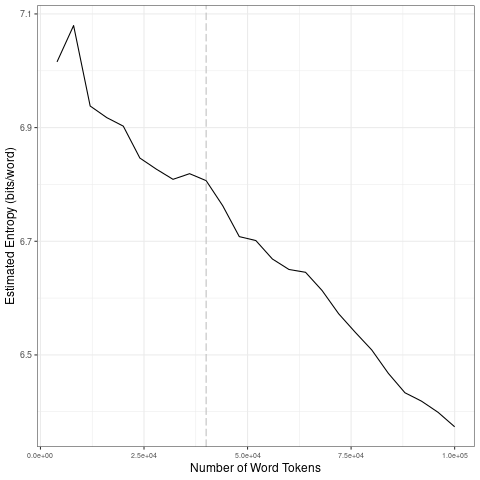 Estimated Entropy (bits/word)
7.1
6.9
6.7
6.5
0.0e+00 2.5e+04 5.0e+04 7.5e+04 1.0e+05
Number of Word Tokens